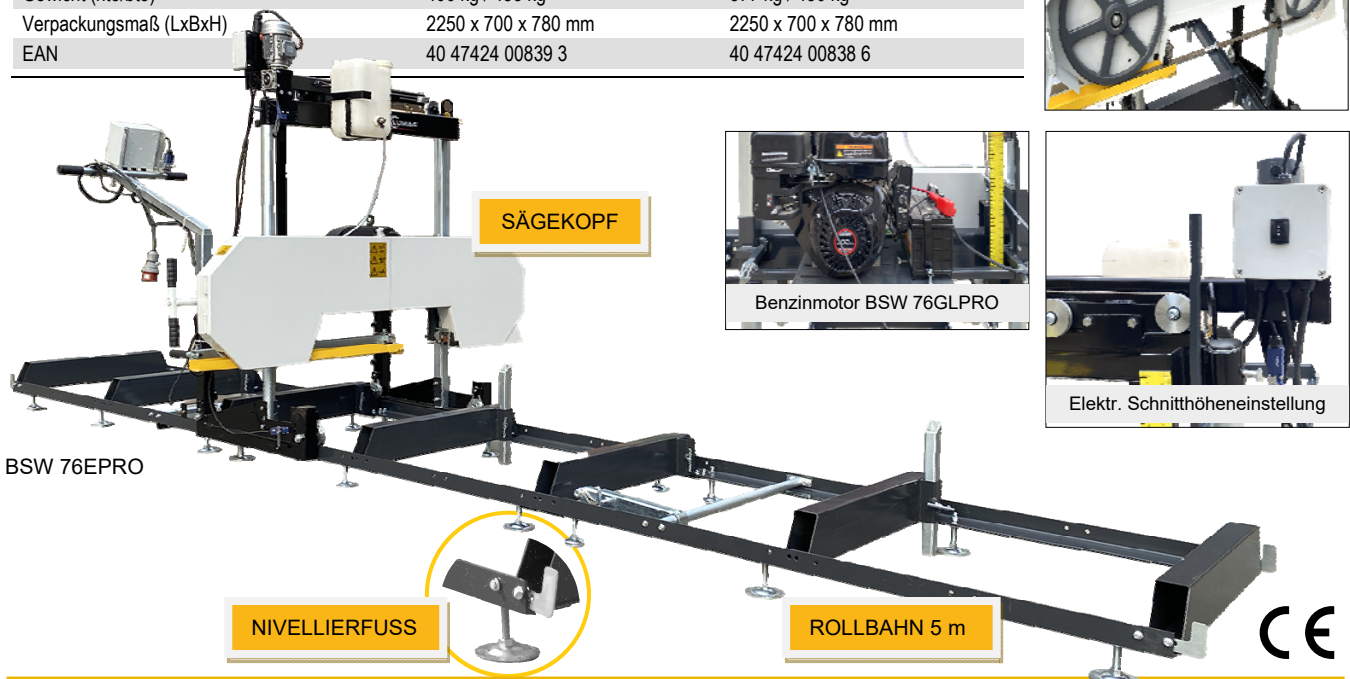 Verpackungsmaß (LxBxH) 2250 x 700 x 780 mm 2250 x 700 x 780 mm
EAN 40 47424 00839 3 40 47424 00838 6
SÄGEKOPF
Benzinmotor BSW 76GLPRO
Elektr. Schnitthöheneinstellung
BSW 76EPRO
NIVELLIERFUSS
ROLLBAHN 5 m
CE